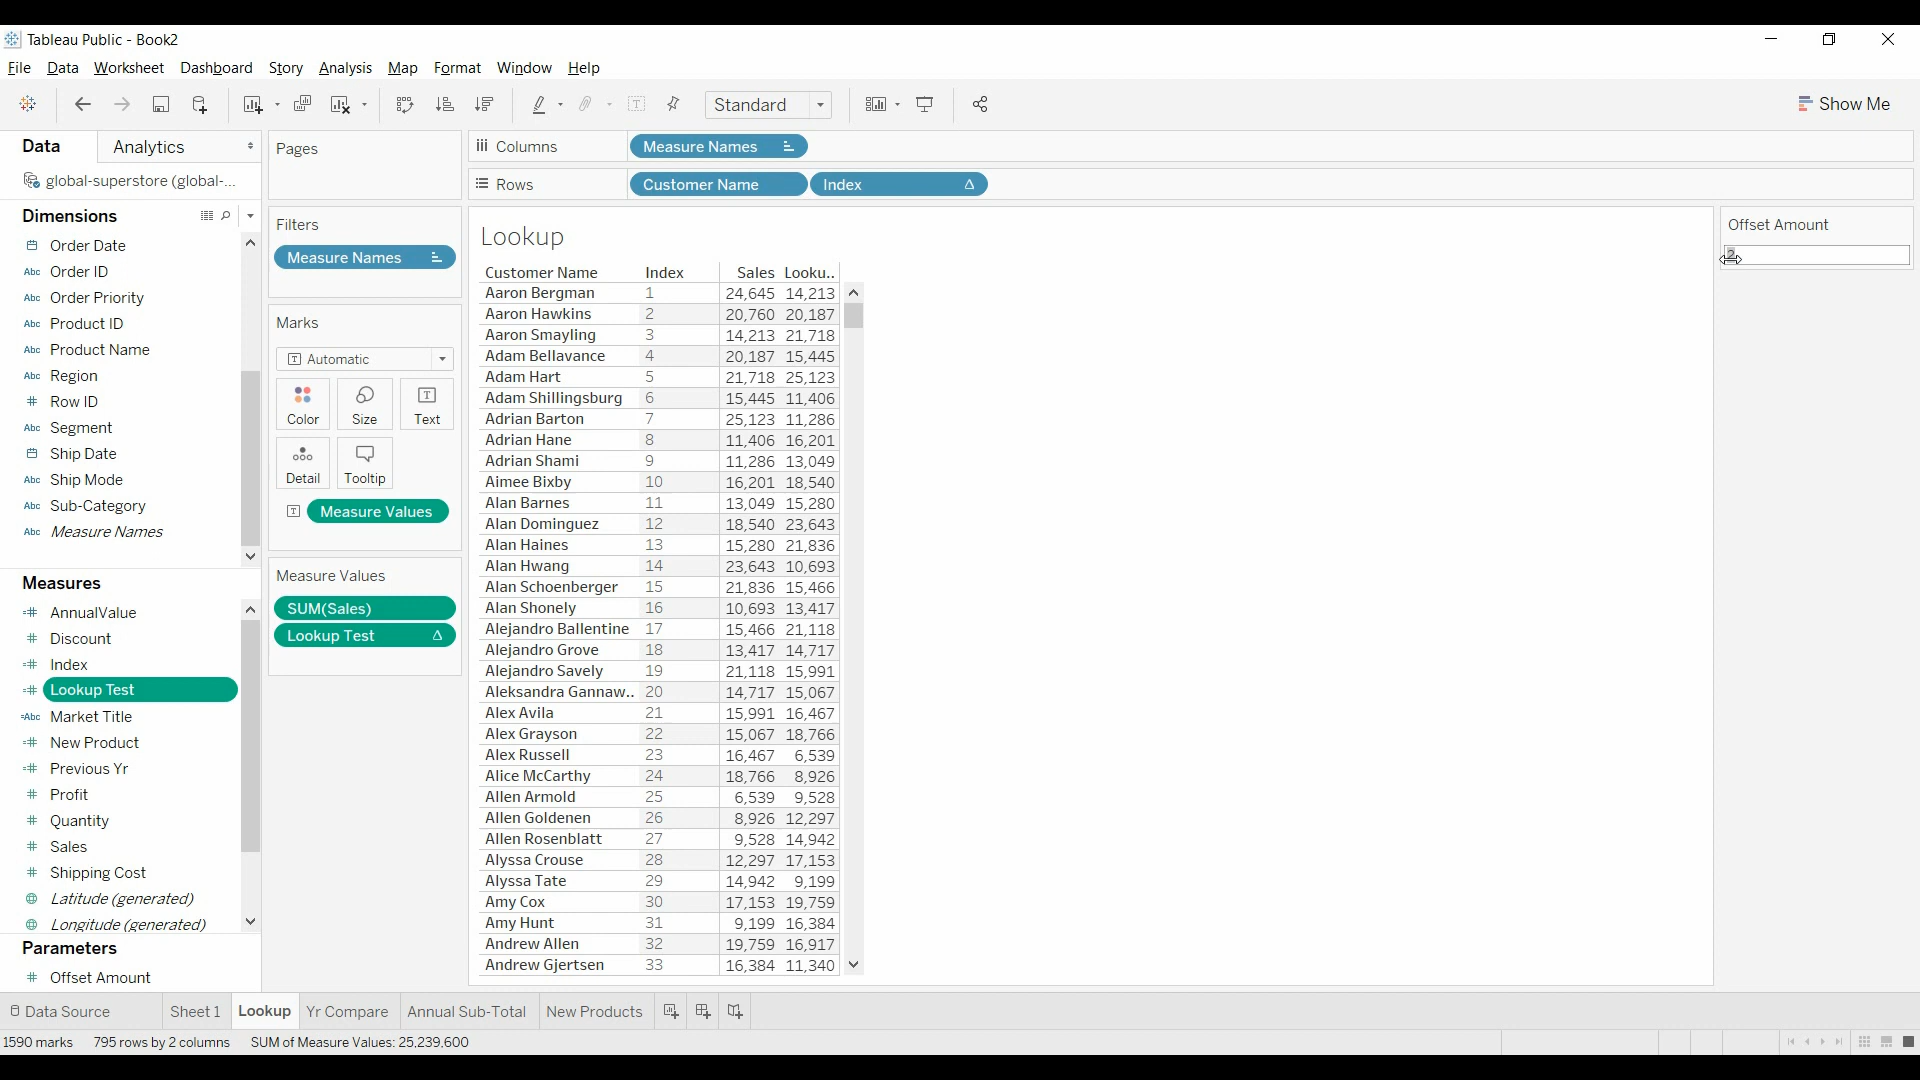 Tableau Public - Book2
File Data Worksheet Dashboard Story Analysis Map Format Window Help
Standard
Show Me
Data Analytics
global-superstore (global-...
Dimensions
Order Date
Abc Order ID
Abc Order Priority
Abc Product ID
Abc Product Name
Abc Region
# Row ID
Abc Segment
Ship Date
Abc Ship Mode
Abc Sub-Category
Abc Measure Names
Measures
=# AnnualValue
# Discount
=# Index
=# Lookup Test
=Abc Market Title
=# New Product
=# Previous Yr
# Profit
# Quantity
# Sales
# Shipping Cost
Latitude (generated)
Longitude (generated)
Parameters
# Offset Amount
Pages
Filters
Measure Names
Marks
Automatic
Color Size Text
Detail Tooltip
Measure Values
Measure Values
SUM(Sales)
Lookup Test Δ
Columns Measure Names
Rows Customer Name Index Δ
Lookup
Customer Name Index Sales Looku..
Aaron Bergman 1 24,645 14,213
Aaron Hawkins 2 20,760 20,187
Aaron Smayling 3 14,213 21,718
Adam Bellavance 4 20,187 15,445
Adam Hart 5 21,718 25,123
Adam Shillingsburg 6 15,445 11,406
Adrian Barton 7 25,123 11,286
Adrian Hane 8 11,406 16,201
Adrian Shami 9 11,286 13,049
Aimee Bixby 10 16,201 18,540
Alan Barnes 11 13,049 15,280
Alan Dominguez 12 18,540 23,643
Alan Haines 13 15,280 21,836
Alan Hwang 14 23,643 10,693
Alan Schoenberger 15 21,836 15,466
Alan Shonely 16 10,693 13,417
Alejandro Ballentine 17 15,466 21,118
Alejandro Grove 18 13,417 14,717
Alejandro Savely 19 21,118 15,991
Aleksandra Gannaw.. 20 14,717 15,067
Alex Avila 21 15,991 16,467
Alex Grayson 22 15,067 18,766
Alex Russell 23 16,467 6,539
Alice McCarthy 24 18,766 8,926
Allen Armold 25 6,539 9,528
Allen Goldenen 26 8,926 12,297
Allen Rosenblatt 27 9,528 14,942
Alyssa Crouse 28 12,297 17,153
Alyssa Tate 29 14,942 9,199
Amy Cox 30 17,153 19,759
Amy Hunt 31 9,199 16,384
Andrew Allen 32 19,759 16,917
Andrew Gjertsen 33 16,384 11,340
Offset Amount
2
Data Source Sheet 1 Lookup Yr Compare Annual Sub-Total New Products
1590 marks 795 rows by 2 columns SUM of Measure Values: 25,239,600